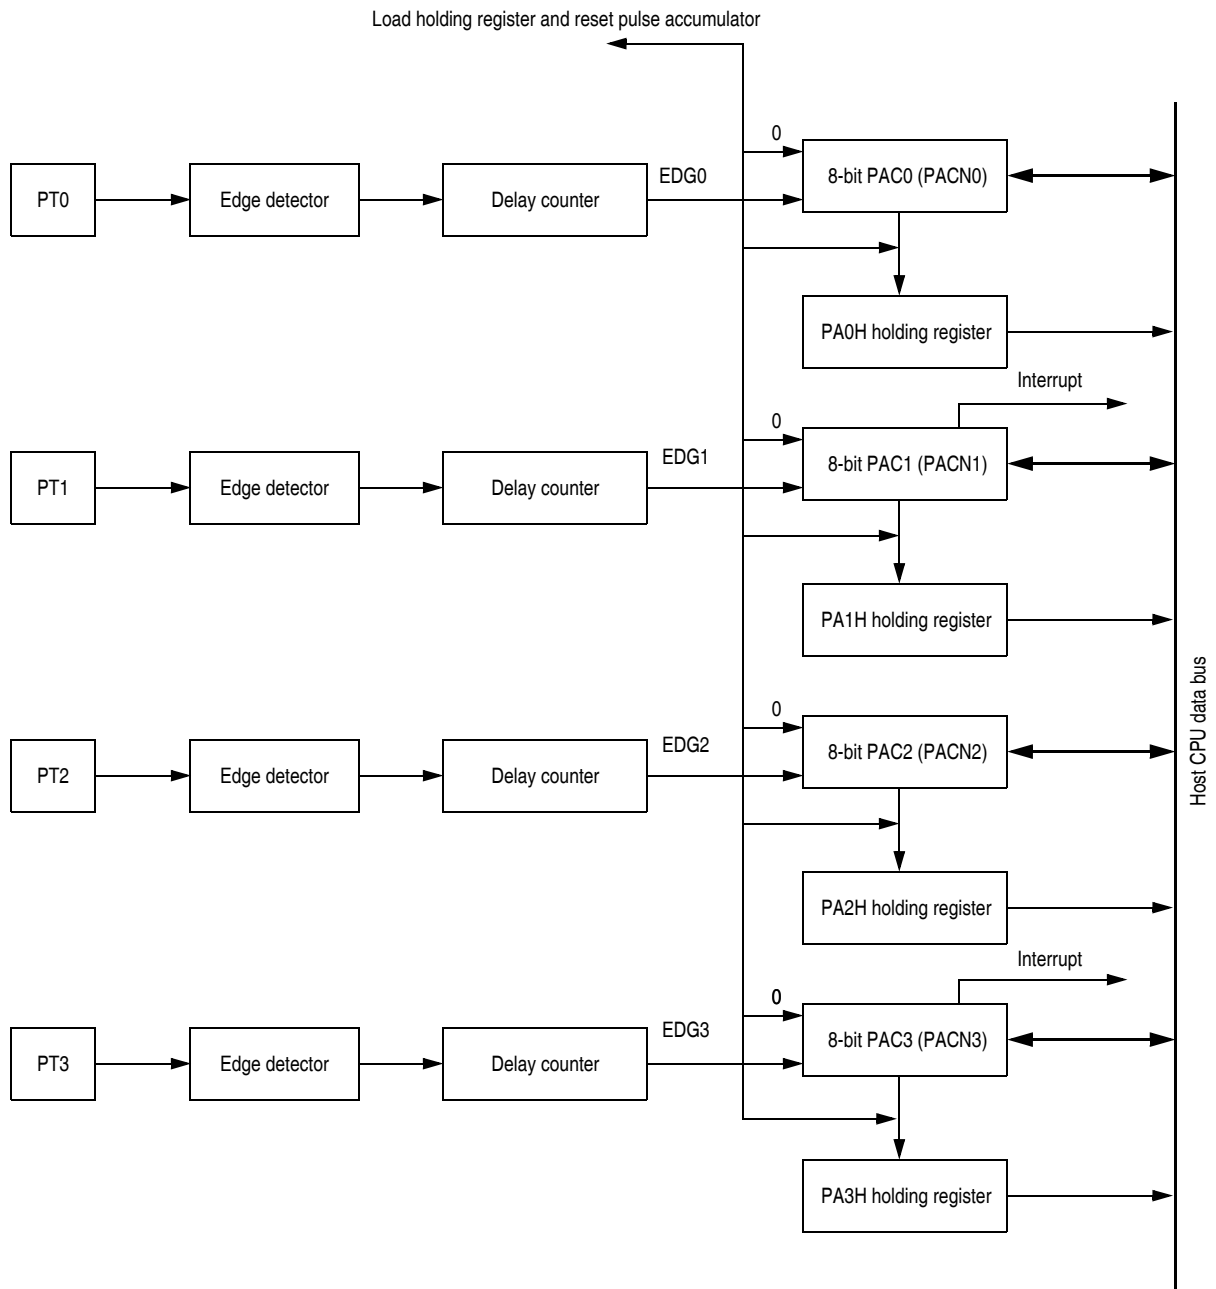 Load holding register and reset pulse accumulator
0
EDG0
PT0
Edge detector
Delay counter
8-bit PAC0 (PACN0)
PA0H holding register
Interrupt
0
EDG1
PT1
Edge detector
Delay counter
8-bit PAC1 (PACN1)
PA1H holding register
Host CPU data bus
0
EDG2
PT2
Edge detector
Delay counter
8-bit PAC2 (PACN2)
PA2H holding register
Interrupt
0
EDG3
PT3
Edge detector
Delay counter
8-bit PAC3 (PACN3)
PA3H holding register